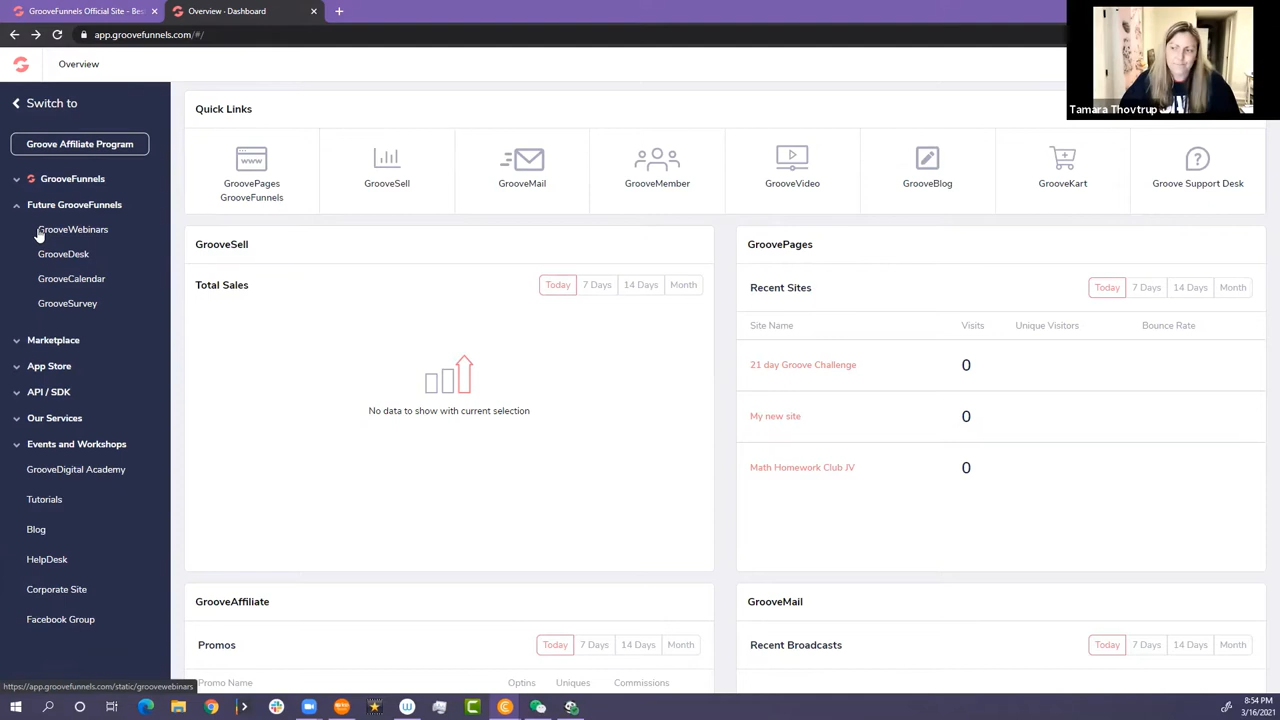 GrooveFunnels Official Site - Bes
Overview - Dashboard
app.groovefunnels.com/#/
Overview
Tamara Thovtrup
Switch to
Groove Affiliate Program
GrooveFunnels
Future GrooveFunnels
GrooveWebinars
GrooveDesk
GrooveCalendar
GrooveSurvey
Marketplace
App Store
API / SDK
Our Services
Events and Workshops
GrooveDigital Academy
Tutorials
Blog
HelpDesk
Corporate Site
Facebook Group
https://app.groovefunnels.com/static/groovewebinars
Quick Links
www
GroovePages
GrooveFunnels
GrooveSell
GrooveMail
GrooveMember
GrooveVideo
GrooveBlog
GrooveKart
Groove Support Desk
GrooveSell
Total Sales
Today 7 Days 14 Days Month
No data to show with current selection
GroovePages
Recent Sites
Today 7 Days 14 Days Month
Site Name Visits Unique Visitors Bounce Rate
21 day Groove Challenge 0
My new site 0
Math Homework Club JV 0
GrooveAffiliate
Promos
Today 7 Days 14 Days Month
Promo Name Optins Uniques Commissions
GrooveMail
Recent Broadcasts
Today 7 Days 14 Days Month
8:54 PM
3/16/2021